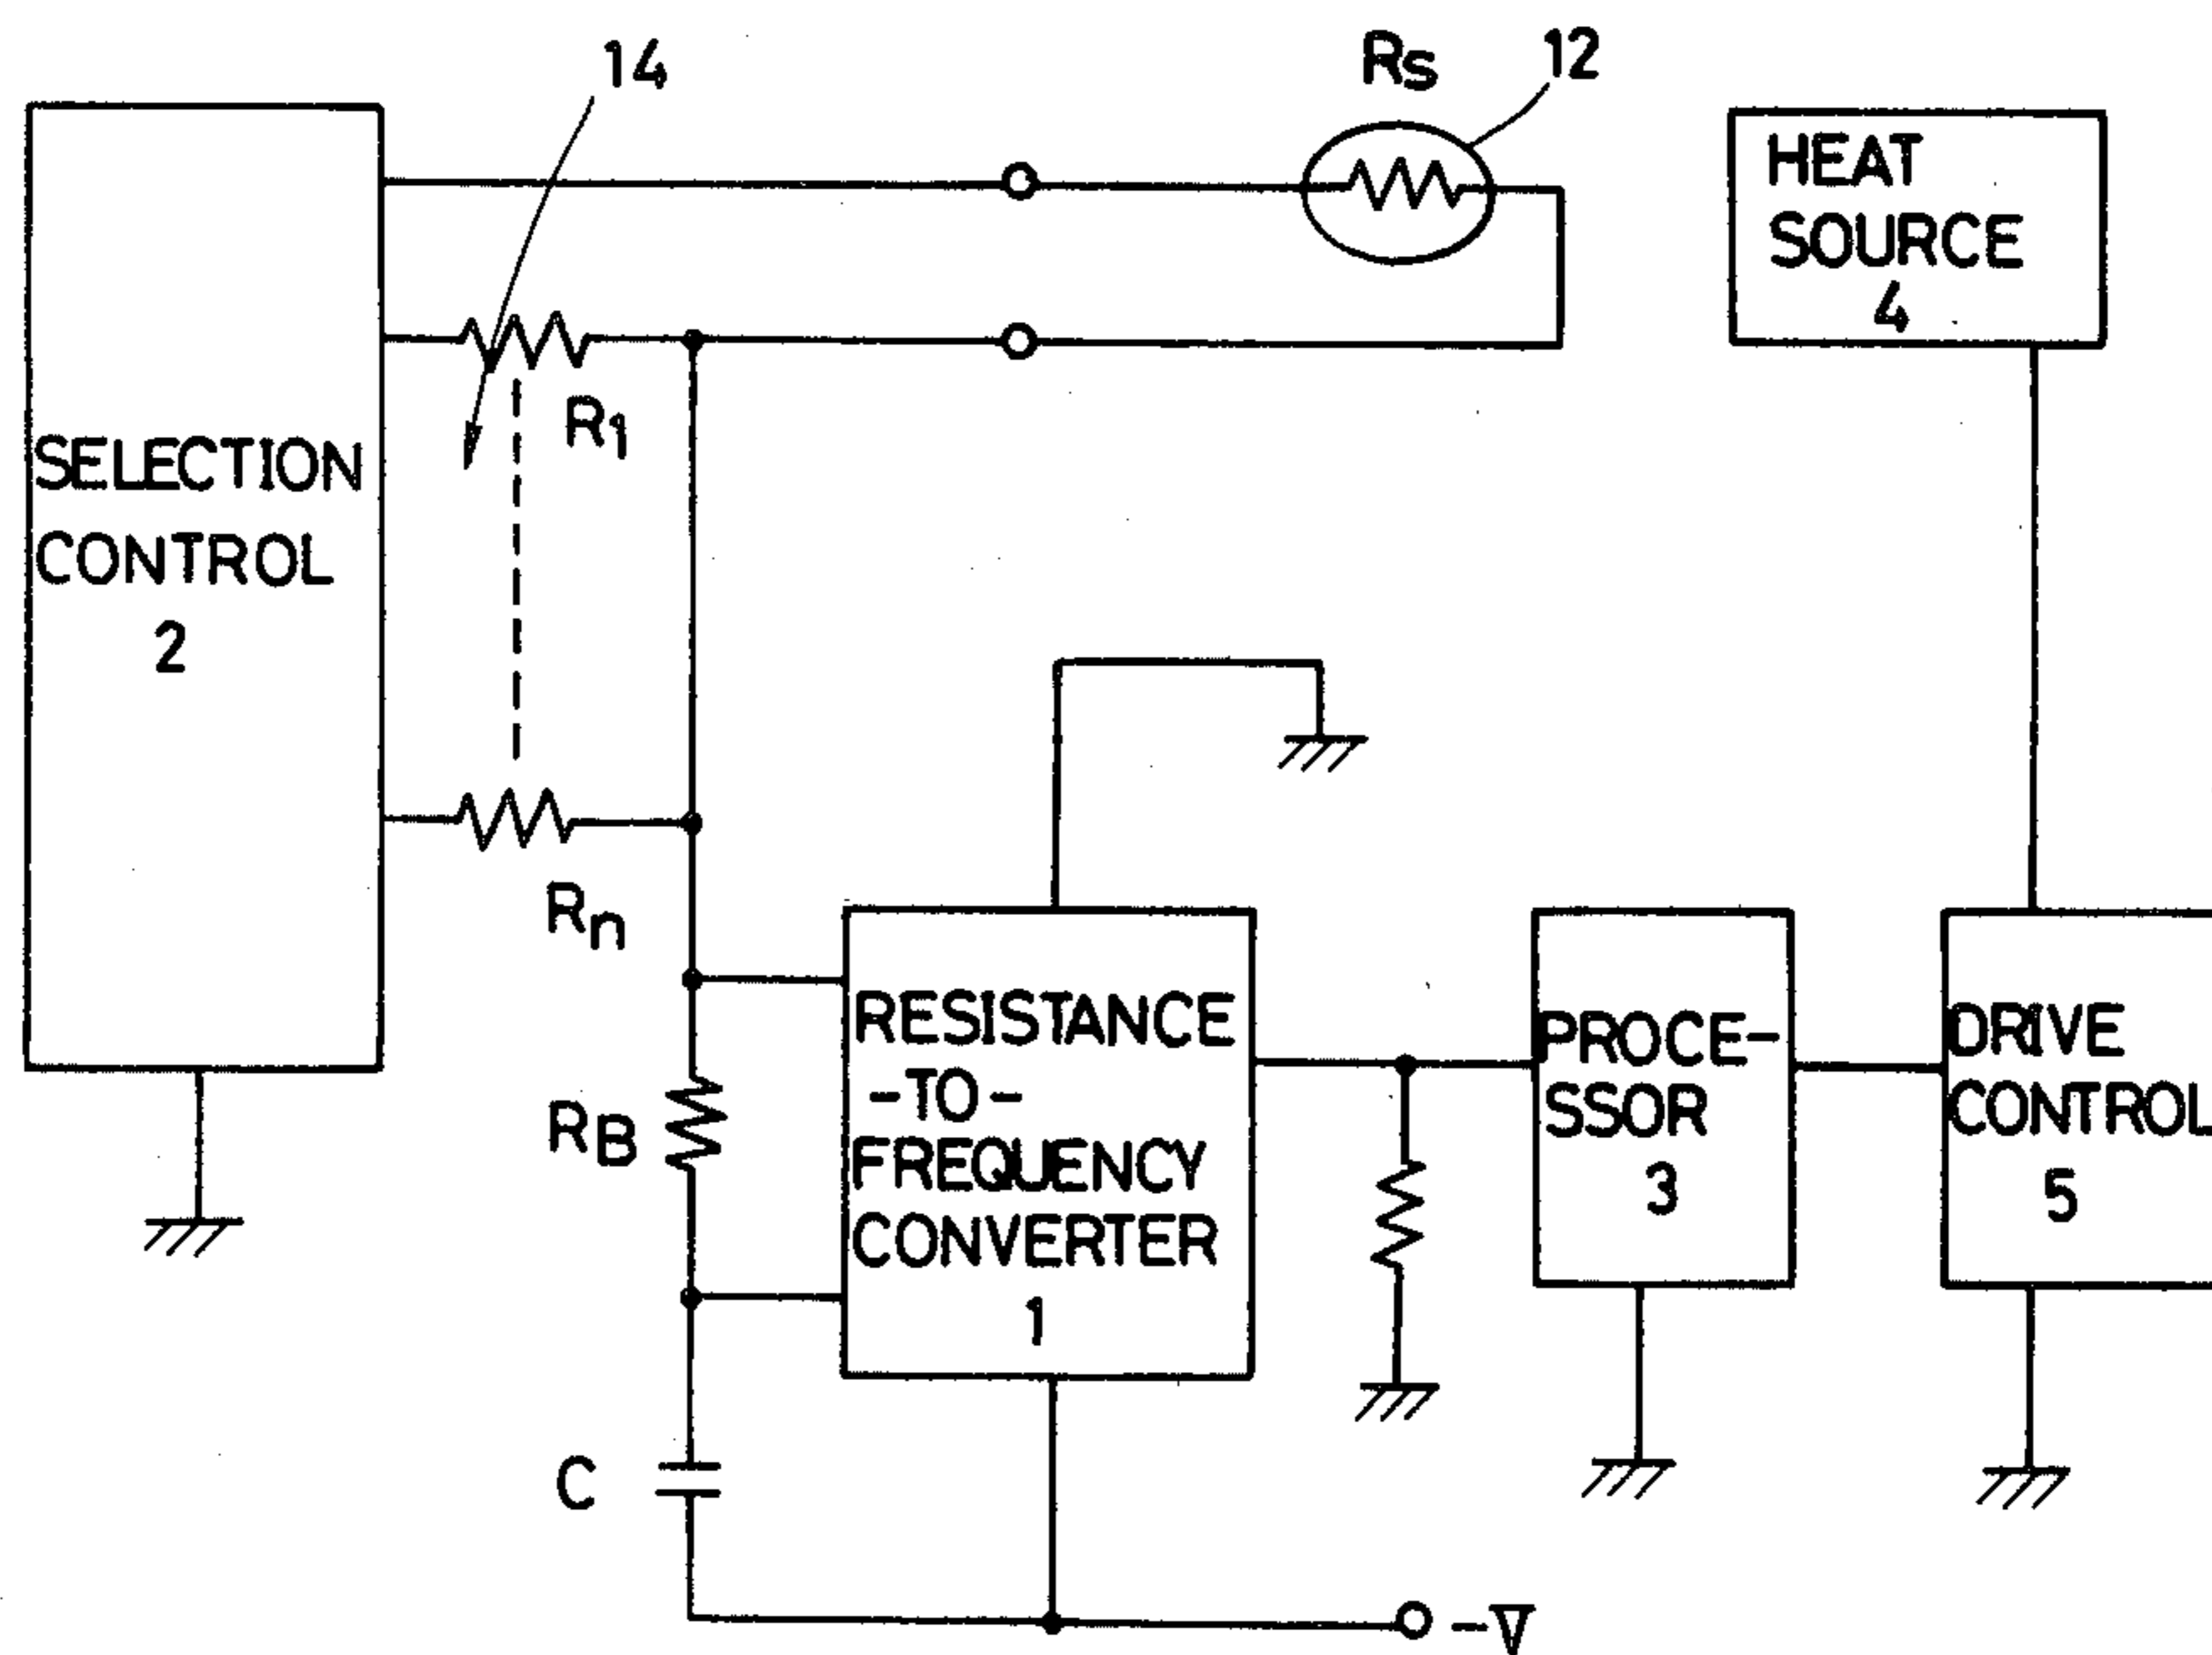 14
Rs
12
HEAT
SOURCE
4
R1
SELECTION
CONTROL
2
Rn
RESISTANCE
-TO-
FREQUENCY
CONVERTER
1
PROCE-
SSOR
3
DRIVE
CONTROL
5
RB
C
-V